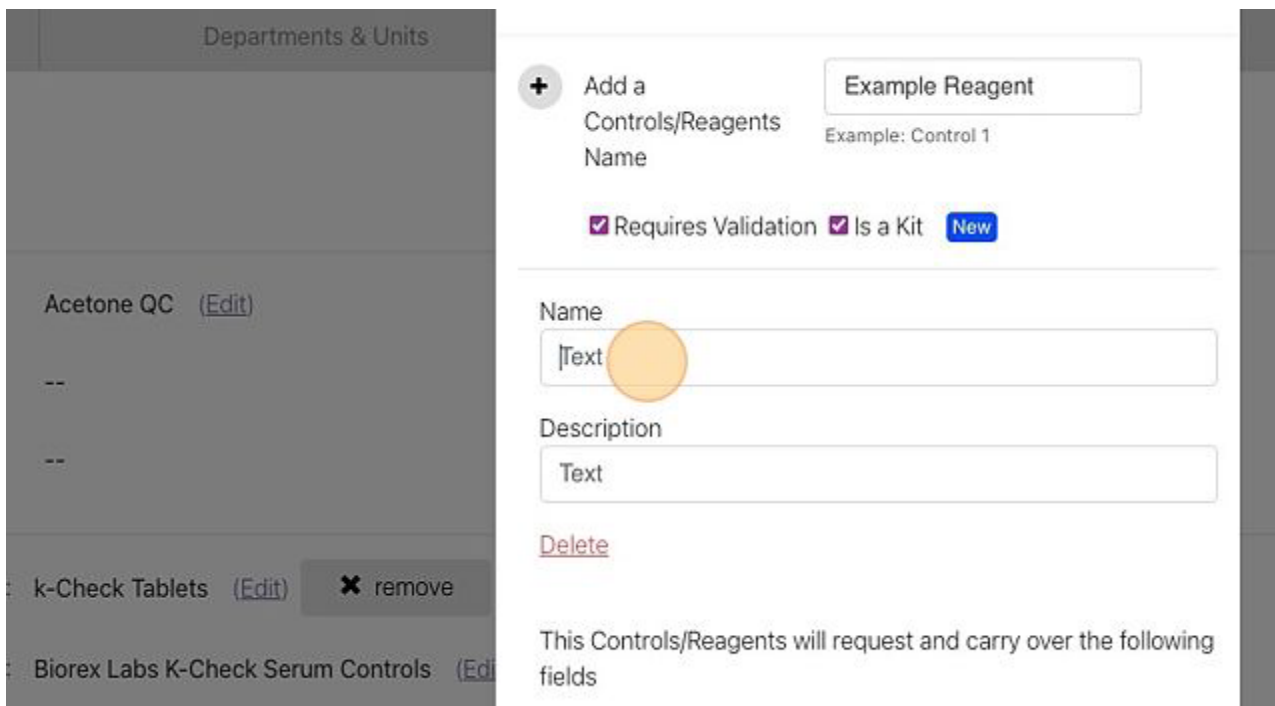 Departments & Units
Acetone QC (Edit)
--
--
: k-Check Tablets (Edit) ✖ remove
: Biorex Labs K-Check Serum Controls (Edi
+ Add a
Controls/Reagents
Name
Example Reagent
Example: Control 1
Requires Validation Is a Kit New
Name
Text
Description
Text
Delete
This Controls/Reagents will request and carry over the following
fields